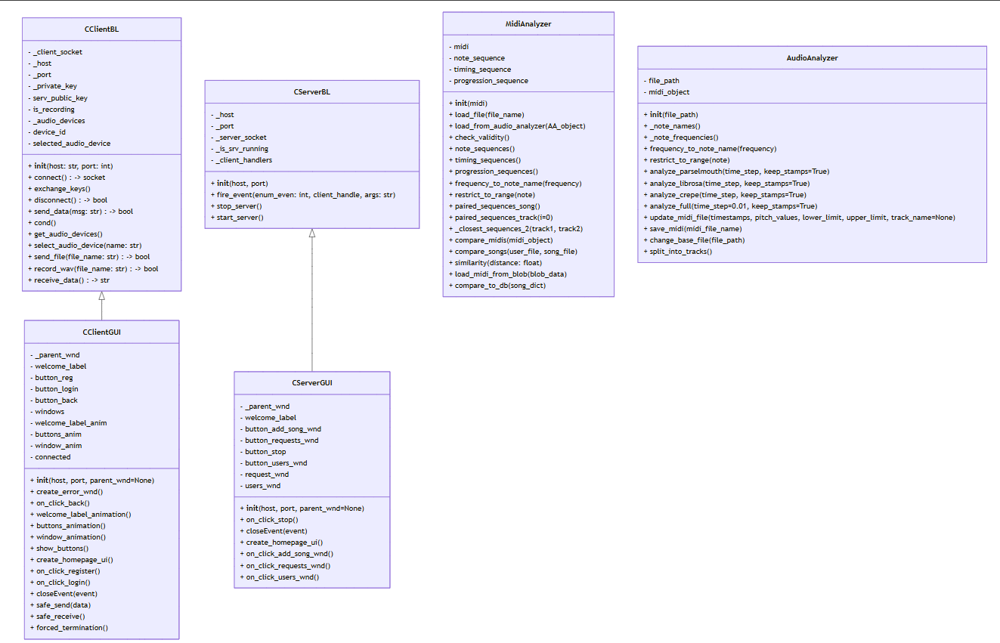 CClientBL
- _client_socket
- _host
- _port
- _private_key
- serv_public_key
- is_recording
- _audio_devices
- device_id
- selected_audio_device
+ init(host: str, port: int)
+ connect() : -> socket
+ exchange_keys()
+ disconnect() : -> bool
+ send_data(msg: str) : -> bool
+ cond()
+ get_audio_devices()
+ select_audio_device(name: str)
+ send_file(file_name: str) : -> bool
+ record_wav(file_name: str) : -> bool
+ receive_data() : -> str
CClientGUI
- _parent_wnd
- welcome_label
- button_reg
- button_login
- button_back
- windows
- welcome_label_anim
- buttons_anim
- window_anim
- connected
+ init(host, port, parent_wnd=None)
+ create_error_wnd()
+ on_click_back()
+ welcome_label_animation()
+ buttons_animation()
+ window_animation()
+ show_buttons()
+ create_homepage_ui()
+ on_click_register()
+ on_click_login()
+ closeEvent(event)
+ safe_send(data)
+ safe_receive()
+ forced_termination()
CServerBL
- _host
- _port
- _server_socket
- _is_srv_running
- _client_handlers
+ init(host, port)
+ fire_event(enum_even: int, client_handle, args: str)
+ stop_server()
+ start_server()
CServerGUI
- _parent_wnd
- welcome_label
- button_add_song_wnd
- button_requests_wnd
- button_stop
- button_users_wnd
- request_wnd
- users_wnd
+ init(host, port, parent_wnd=None)
+ on_click_stop()
+ closeEvent(event)
+ create_homepage_ui()
+ on_click_add_song_wnd()
+ on_click_requests_wnd()
+ on_click_users_wnd()
MidiAnalyzer
- midi
- note_sequence
- timing_sequence
- progression_sequence
+ init(midi)
+ load_file(file_name)
+ load_from_audio_analyzer(AA_object)
+ check_validity()
+ note_sequences()
+ timing_sequences()
+ progression_sequences()
+ frequency_to_note_name(frequency)
+ restrict_to_range(note)
+ paired_sequences_song()
+ paired_sequences_track(i=0)
+ _closest_sequences_2(track1, track2)
+ compare_midis(midi_object)
+ compare_songs(user_file, song_file)
+ similarity(distance: float)
+ load_midi_from_blob(blob_data)
+ compare_to_db(song_dict)
AudioAnalyzer
- file_path
- midi_object
+ init(file_path)
+ _note_names()
+ _note_frequencies()
+ frequency_to_note_name(frequency)
+ restrict_to_range(note)
+ analyze_parselmouth(time_step, keep_stamps=True)
+ analyze_librosa(time_step, keep_stamps=True)
+ analyze_crepe(time_step, keep_stamps=True)
+ analyze_full(time_step=0.01, keep_stamps=True)
+ update_midi_file(timestamps, pitch_values, lower_limit, upper_limit, track_name=None)
+ save_midi(midi_file_name)
+ change_base_file(file_path)
+ split_into_tracks()